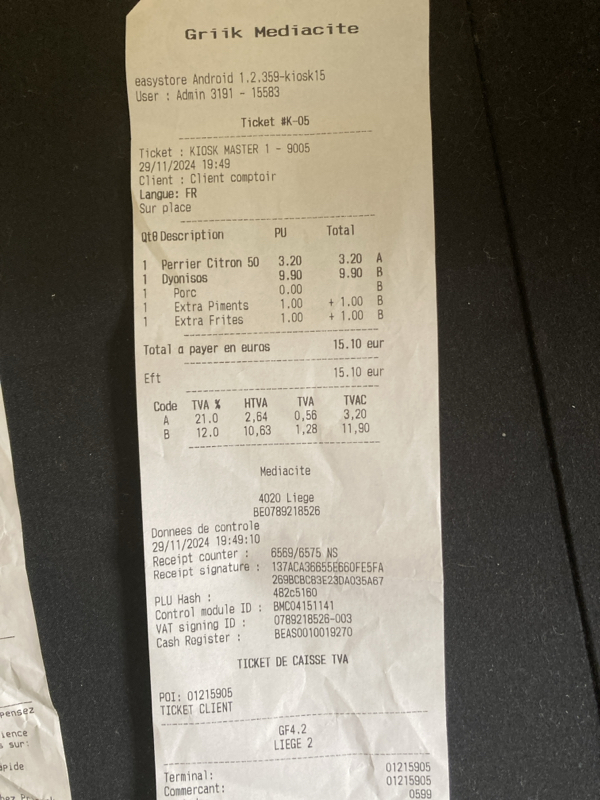 Griik Mediacite
easystore Android 1.2.359-kiosk15
User : Admin 3191 - 15583
Ticket #K-05
Ticket : KIOSK MASTER 1 - 9005
29/11/2024 19:49
Client : Client comptoir
Langue: FR
Sur place
Qté Description PU Total
1 Perrier Citron 50 3.20 3.20 A
1 Dyonisos 9.90 9.90 B
1 Porc 0.00 B
1 Extra Piments 1.00 + 1.00 B
1 Extra Frites 1.00 + 1.00 B
Total a payer en euros 15.10 eur
Eft 15.10 eur
Code TVA % HTVA TVA TVAC
A 21.0 2,64 0,56 3,20
B 12.0 10,63 1,28 11,90
Mediacite
4020 Liege
BE0789218526
Donnees de controle
29/11/2024 19:49:10
Receipt counter : 6569/6575 NS
Receipt signature : 137ACA36655E660FE5FA
269BCBC83E23DA035A67
PLU Hash : 482c5160
Control module ID : BMC04151141
VAT signing ID : 0789218526-003
Cash Register : BEAS0010019270
TICKET DE CAISSE TVA
POI: 01215905
TICKET CLIENT
GF4.2
LIEGE 2
Terminal: 01215905
Commercant: 01215905
0599
pensez
ience
s sur:
apide